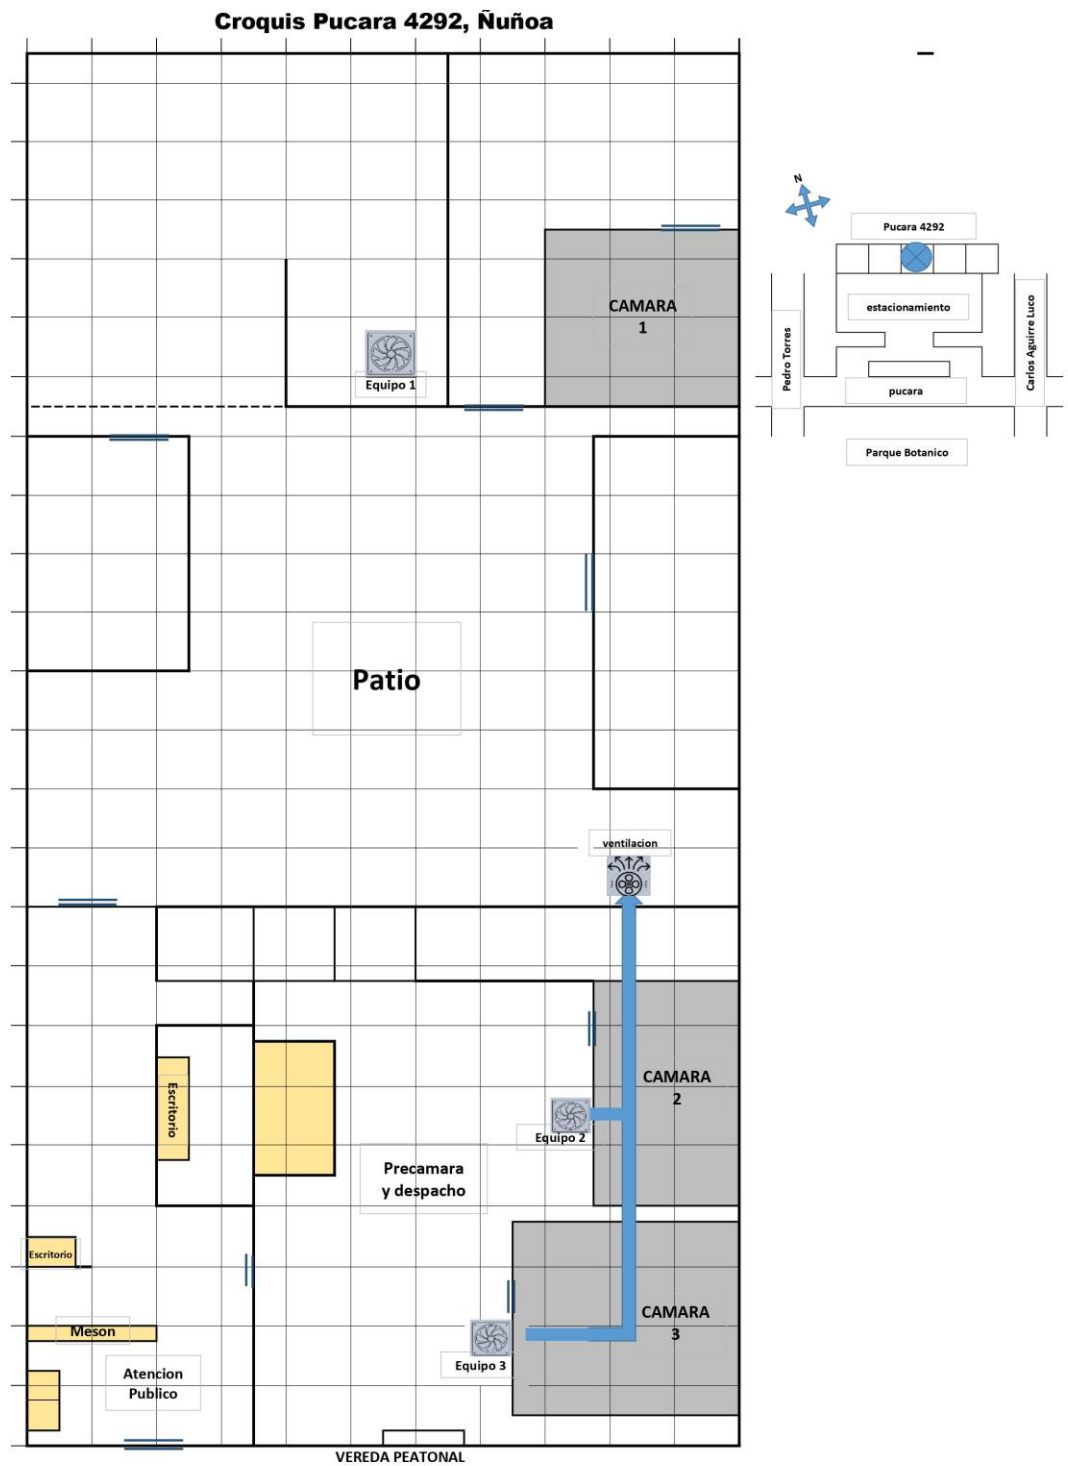 Croquis Pucara 4292, Ñuñoa
N
Pucara 4292
estacionamiento
Pedro Torres
Carlos Aguirre Luco
pucara
Parque Botanico
CAMARA
1
Equipo 1
Patio
ventilacion
CAMARA
2
Escritorio
Equipo 2
Precamara
y despacho
Escritorio
CAMARA
3
Meson
Equipo 3
Atencion
Publico
VEREDA PEATONAL